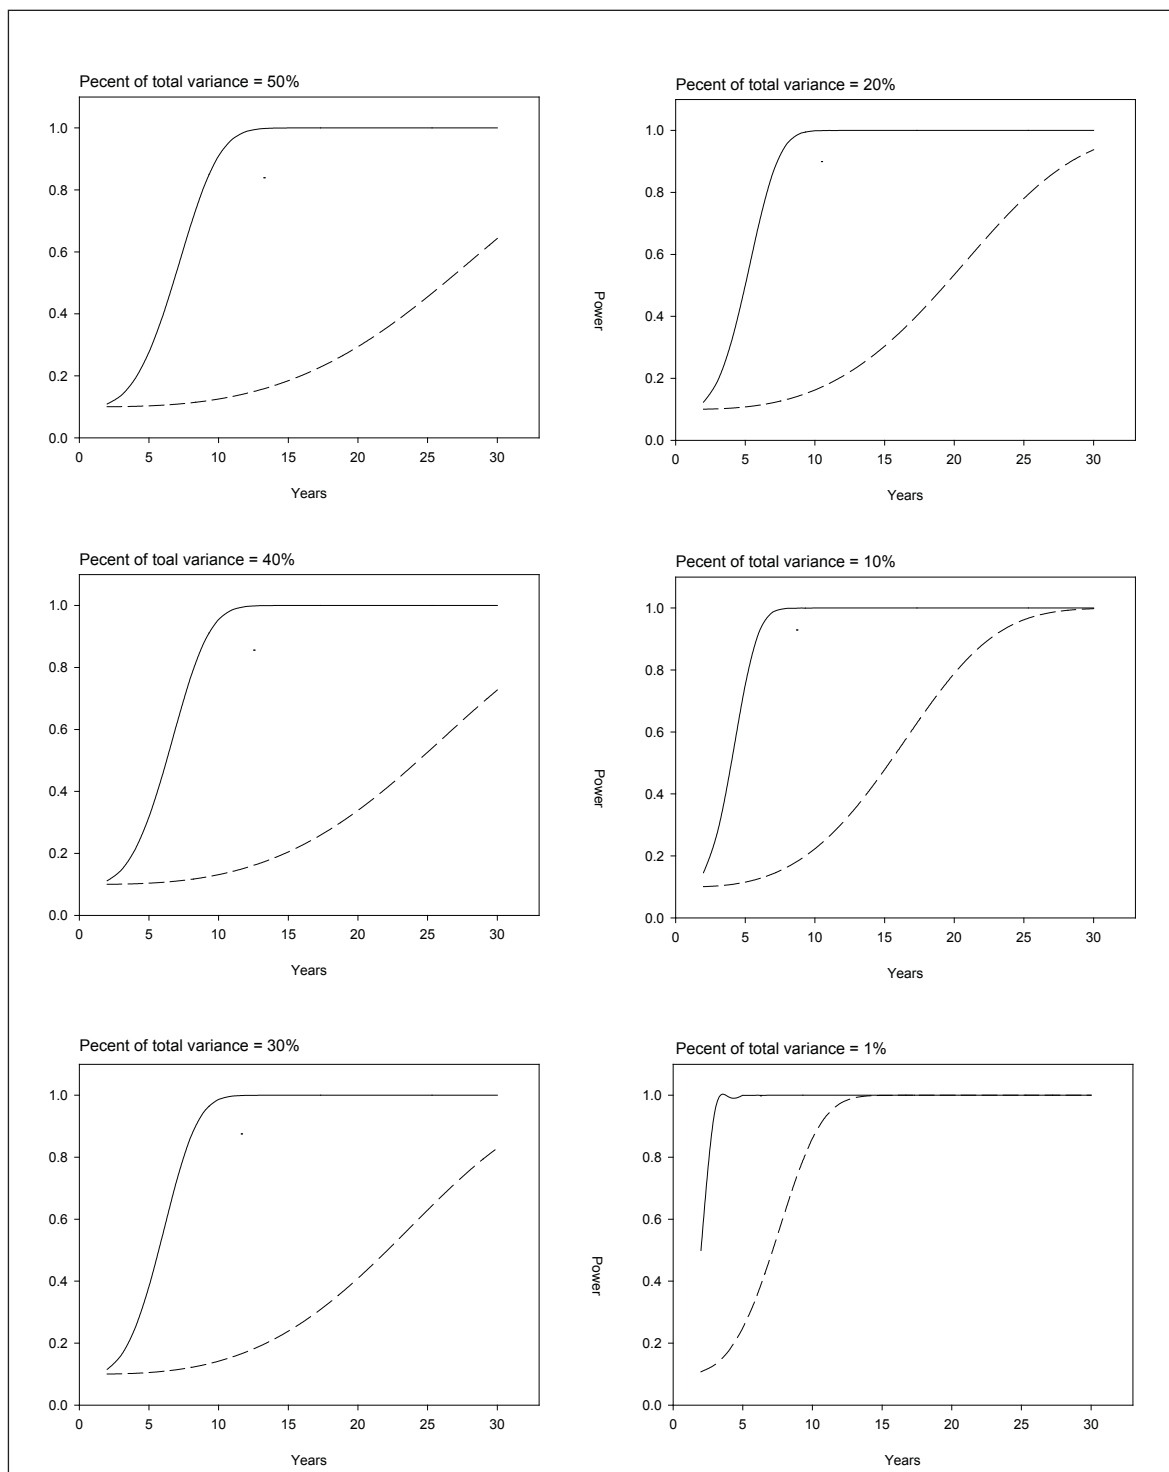 Pecent of total variance = 50%
1.0
0.8
0.6
0.4
0.2
0.0
0 5 10 15 20 25 30
Years
Pecent of total variance = 20%
Power
1.0
0.8
0.6
0.4
0.2
0.0
0 5 10 15 20 25 30
Years
Pecent of toal variance = 40%
1.0
0.8
0.6
0.4
0.2
0.0
0 5 10 15 20 25 30
Years
Pecent of total variance = 10%
Power
1.0
0.8
0.6
0.4
0.2
0.0
0 5 10 15 20 25 30
Years
Pecent of total variance = 30%
1.0
0.8
0.6
0.4
0.2
0.0
0 5 10 15 20 25 30
Years
Pecent of total variance = 1%
Power
1.0
0.8
0.6
0.4
0.2
0.0
0 5 10 15 20 25 30
Years